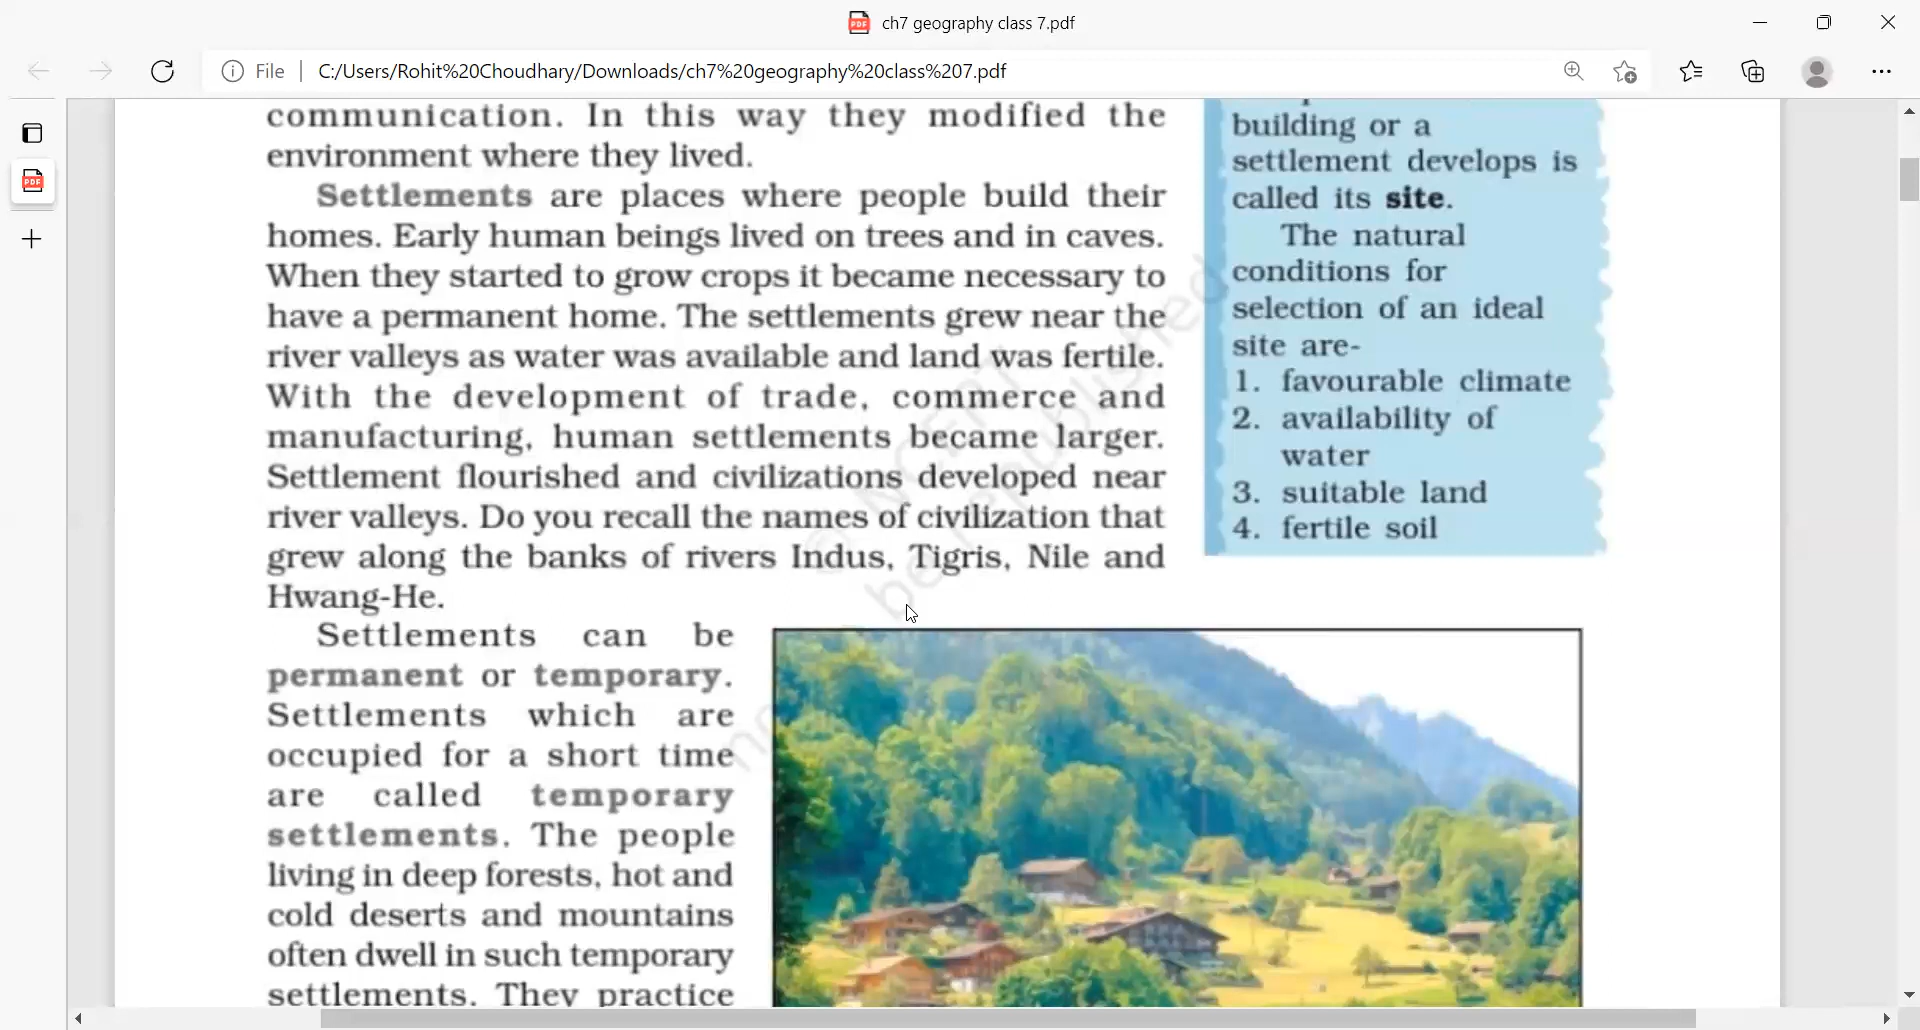 ch7 geography class 7.pdf
File
C:/Users/Rohit%20Choudhary/Downloads/ch7%20geography%20class%207.pdf
communication. In this way they modified the
environment where they lived.
Settlements are places where people build their
homes. Early human beings lived on trees and in caves.
When they started to grow crops it became necessary to
have a permanent home. The settlements grew near the
river valleys as water was available and land was fertile.
With the development of trade, commerce and
manufacturing, human settlements became larger.
Settlement flourished and civilizations developed near
river valleys. Do you recall the names of civilization that
grew along the banks of rivers Indus, Tigris, Nile and
Hwang-He.
Settlements can be
permanent or temporary.
Settlements which are
occupied for a short time
are called temporary
settlements. The people
living in deep forests, hot and
cold deserts and mountains
often dwell in such temporary
settlements. They practice
building or a
settlement develops is
called its site.
The natural
conditions for
selection of an ideal
site are-
1. favourable climate
2. availability of
water
3. suitable land
4. fertile soil
© NCERT
be republished